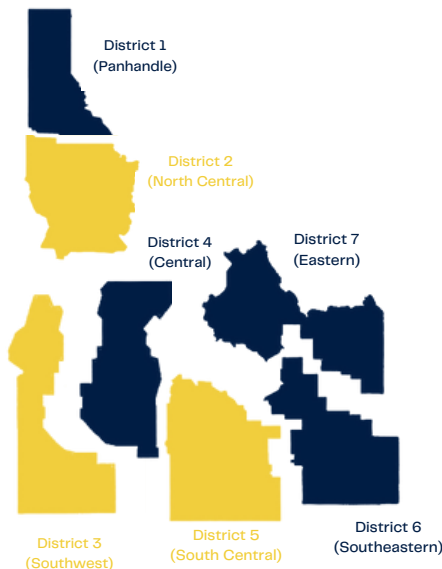 District 1
(Panhandle)
District 2
(North Central)
District 4
(Central)
District 7
(Eastern)
District 3
(Southwest)
District 5
(South Central)
District 6
(Southeastern)